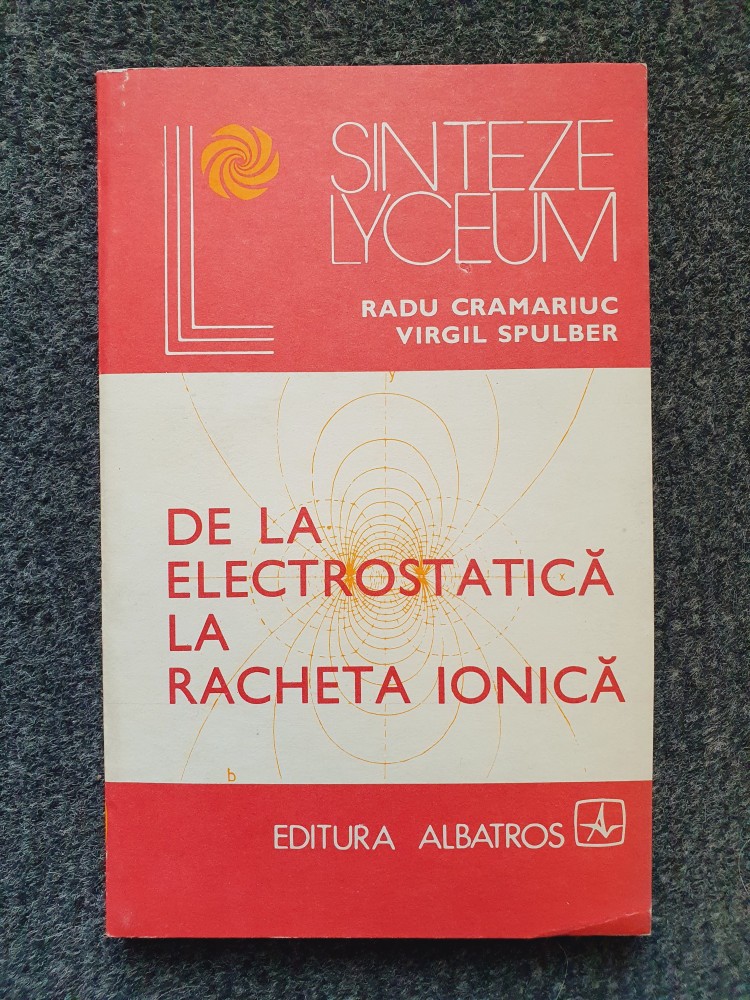 SINTEZE
LYCEUM
RADU CRAMARIUC
VIRGIL SPULBER
y
DE LA
ELECTROSTATICĂ
x
LA
RACHETA IONICĂ
b
EDITURA ALBATROS